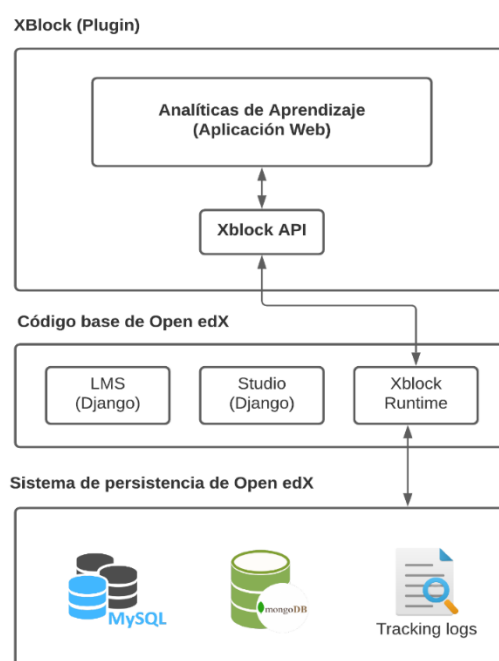 XBlock (Plugin)
Analíticas de Aprendizaje
(Aplicación Web)
Xblock API
Código base de Open edX
LMS
(Django)
Studio
(Django)
Xblock
Runtime
Sistema de persistencia de Open edX
MySQL
mongoDB
Tracking logs